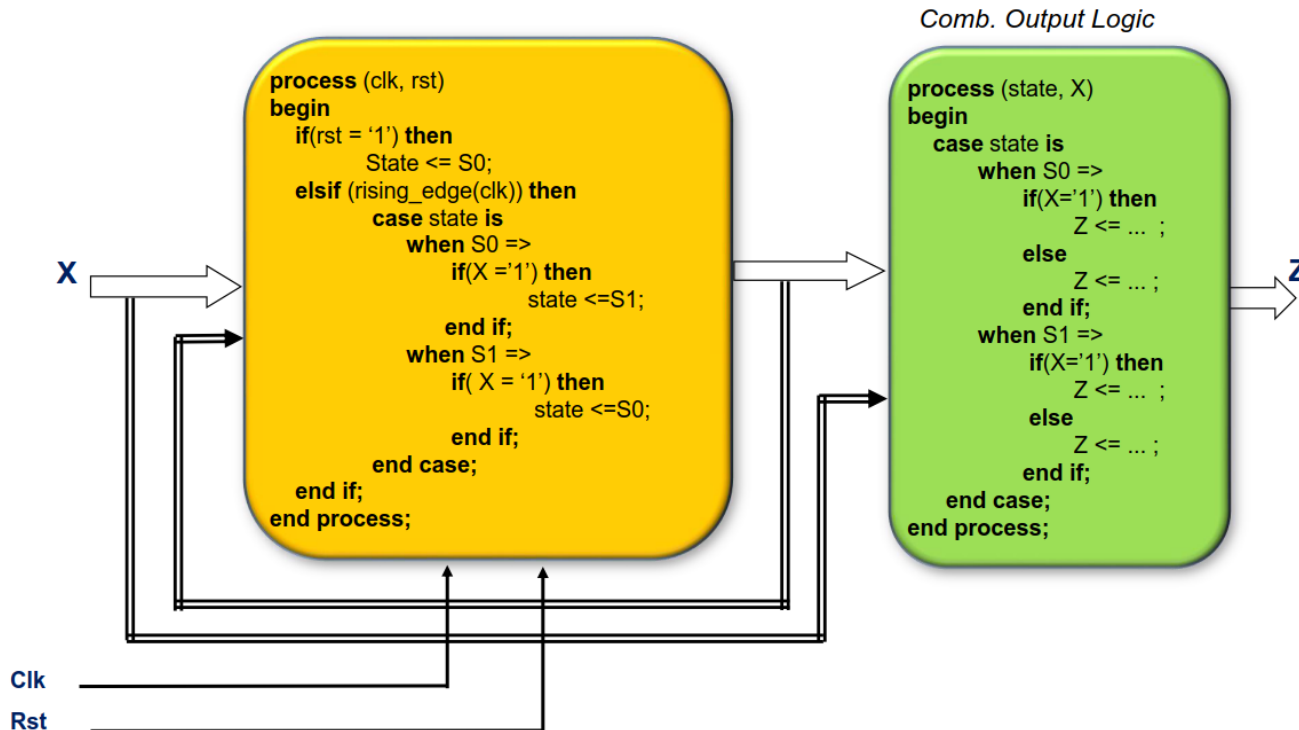 Comb. Output Logic
process (clk, rst)
begin
if(rst = ‘1’) then
State <= S0;
elsif (rising_edge(clk)) then
case state is
when S0 =>
if(X =’1’) then
state <=S1;
end if;
when S1 =>
if( X = ‘1’) then
state <=S0;
end if;
end case;
end if;
end process;
process (state, X)
begin
case state is
when S0 =>
if(X=’1’) then
Z <= ... ;
else
Z <= ... ;
end if;
when S1 =>
if(X=’1’) then
Z <= ... ;
else
Z <= ... ;
end if;
end case;
end process;
X
Z
Clk
Rst